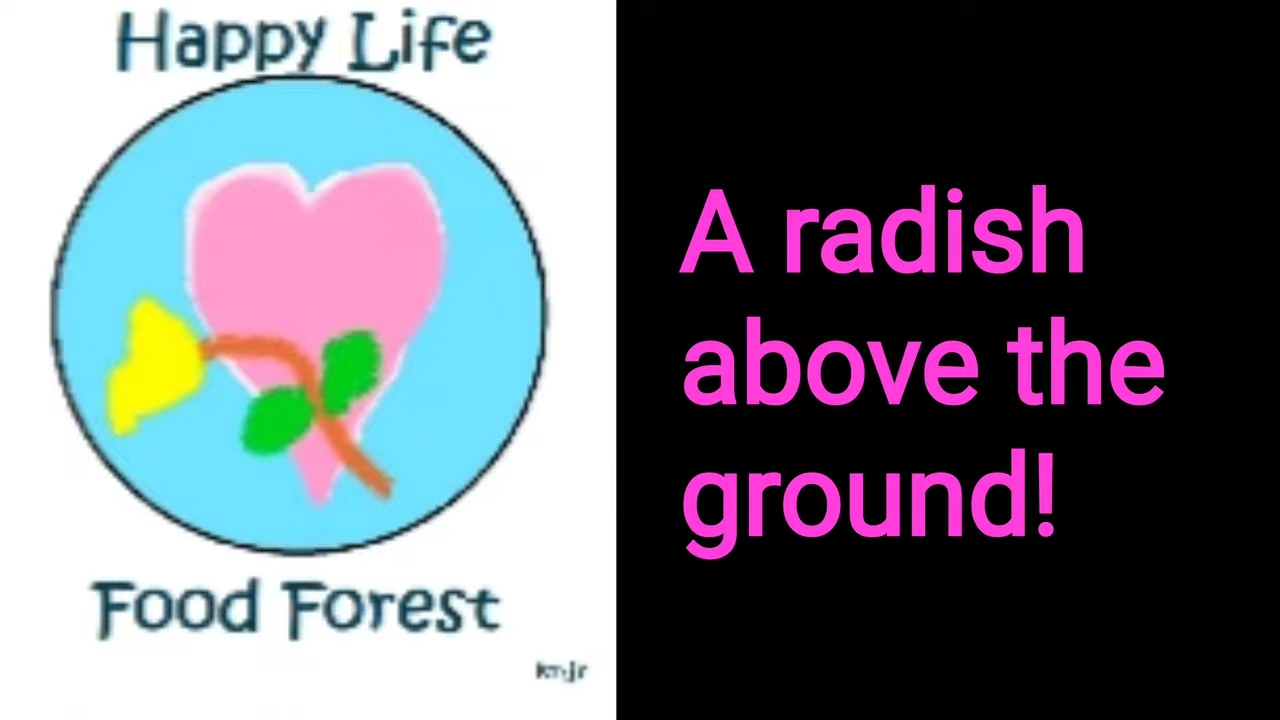 Happy Life
Food Forest
A radish
above the
ground!